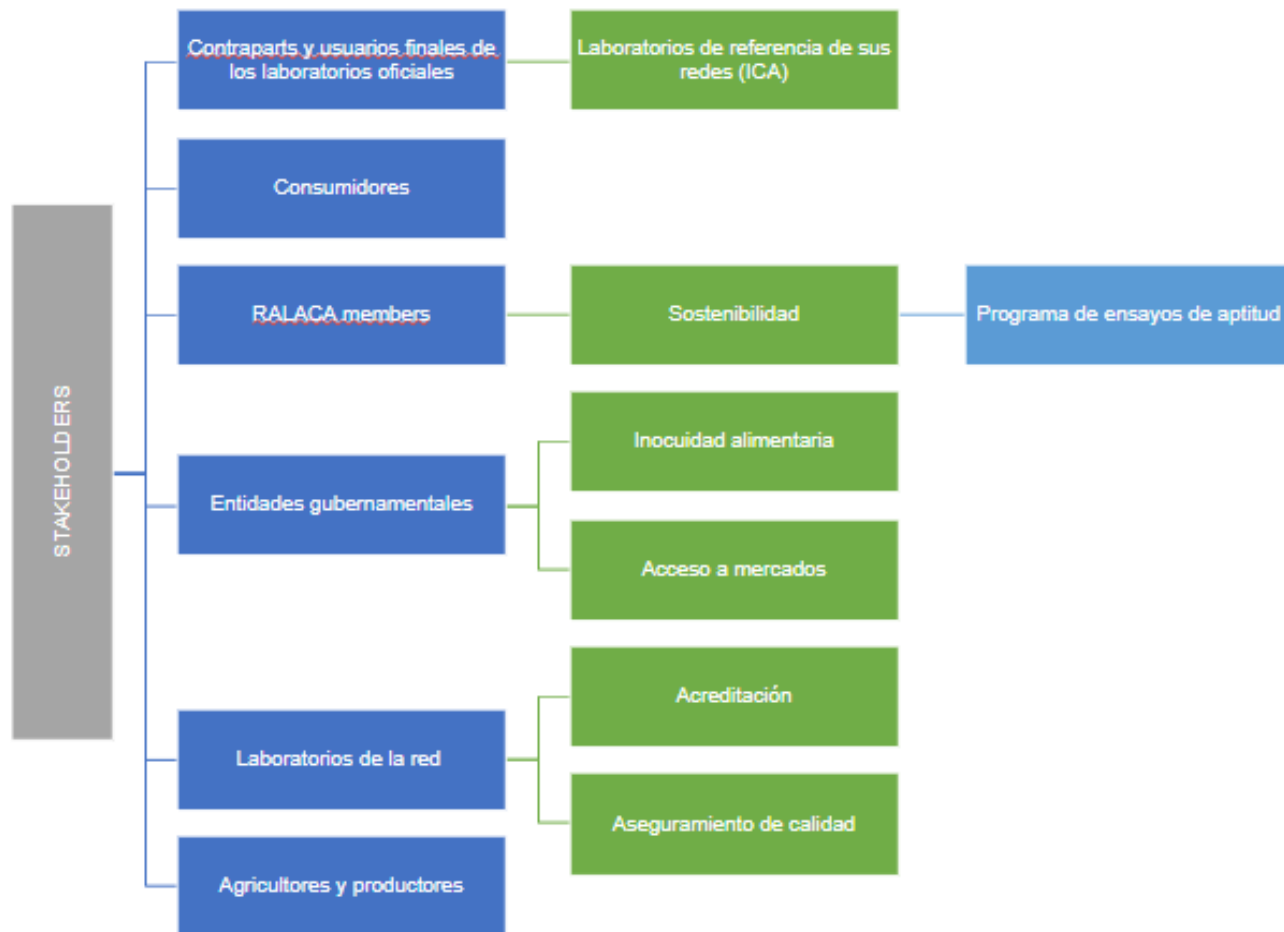 STAKEHOLDERS
Contraparts y usuarios finales de
los laboratorios oficiales
Laboratorios de referencia de sus
redes (ICA)
Consumidores
RALACA members
Sostenibilidad
Programa de ensayos de aptitud
Entidades gubernamentales
Inocuidad alimentaria
Acceso a mercados
Laboratorios de la red
Acreditación
Aseguramiento de calidad
Agricultores y productores